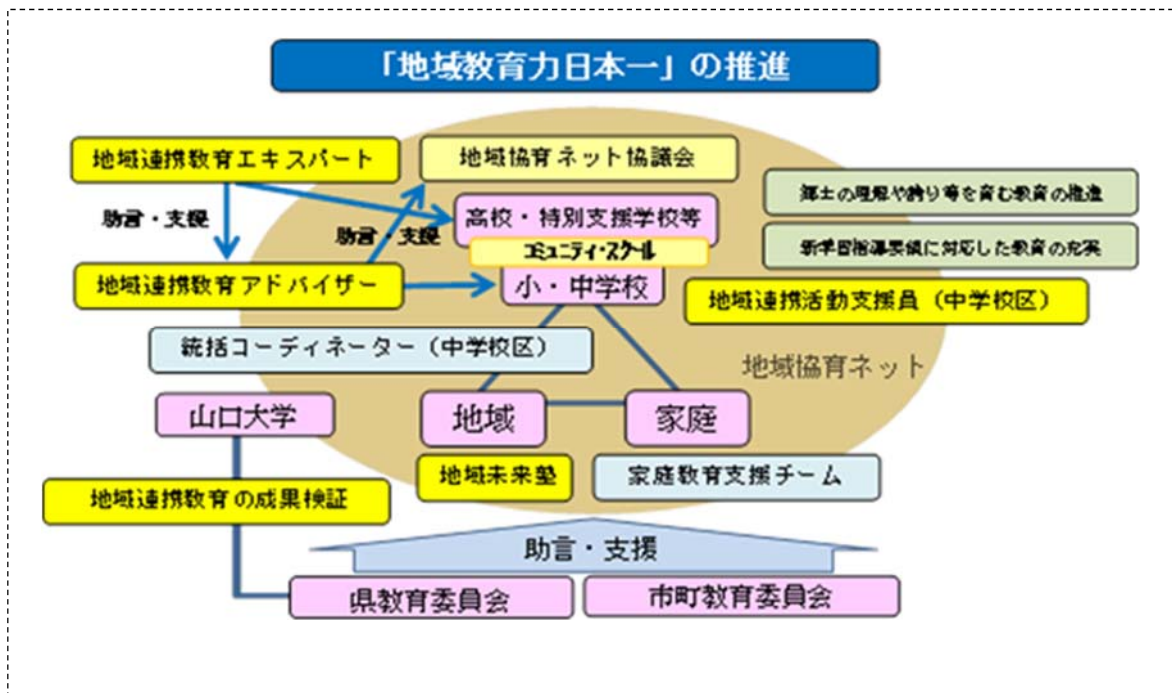 「地域教育力日本一」の推進
地域連携教育エキスパート
地域協育ネット協議会
郷土の理解や誇り等を育む教育の推進
助言・支援
高校・特別支援学校等
助言・支援
コミュニティ・スクール
新学習指導要領に対応した教育の充実
地域連携教育アドバイザー
小・中学校
地域連携活動支援員（中学校区）
統括コーディネーター（中学校区）
地域協育ネット
山口大学
地域
家庭
地域未来塾
家庭教育支援チーム
地域連携教育の成果検証
助言・支援
県教育委員会
市町教育委員会